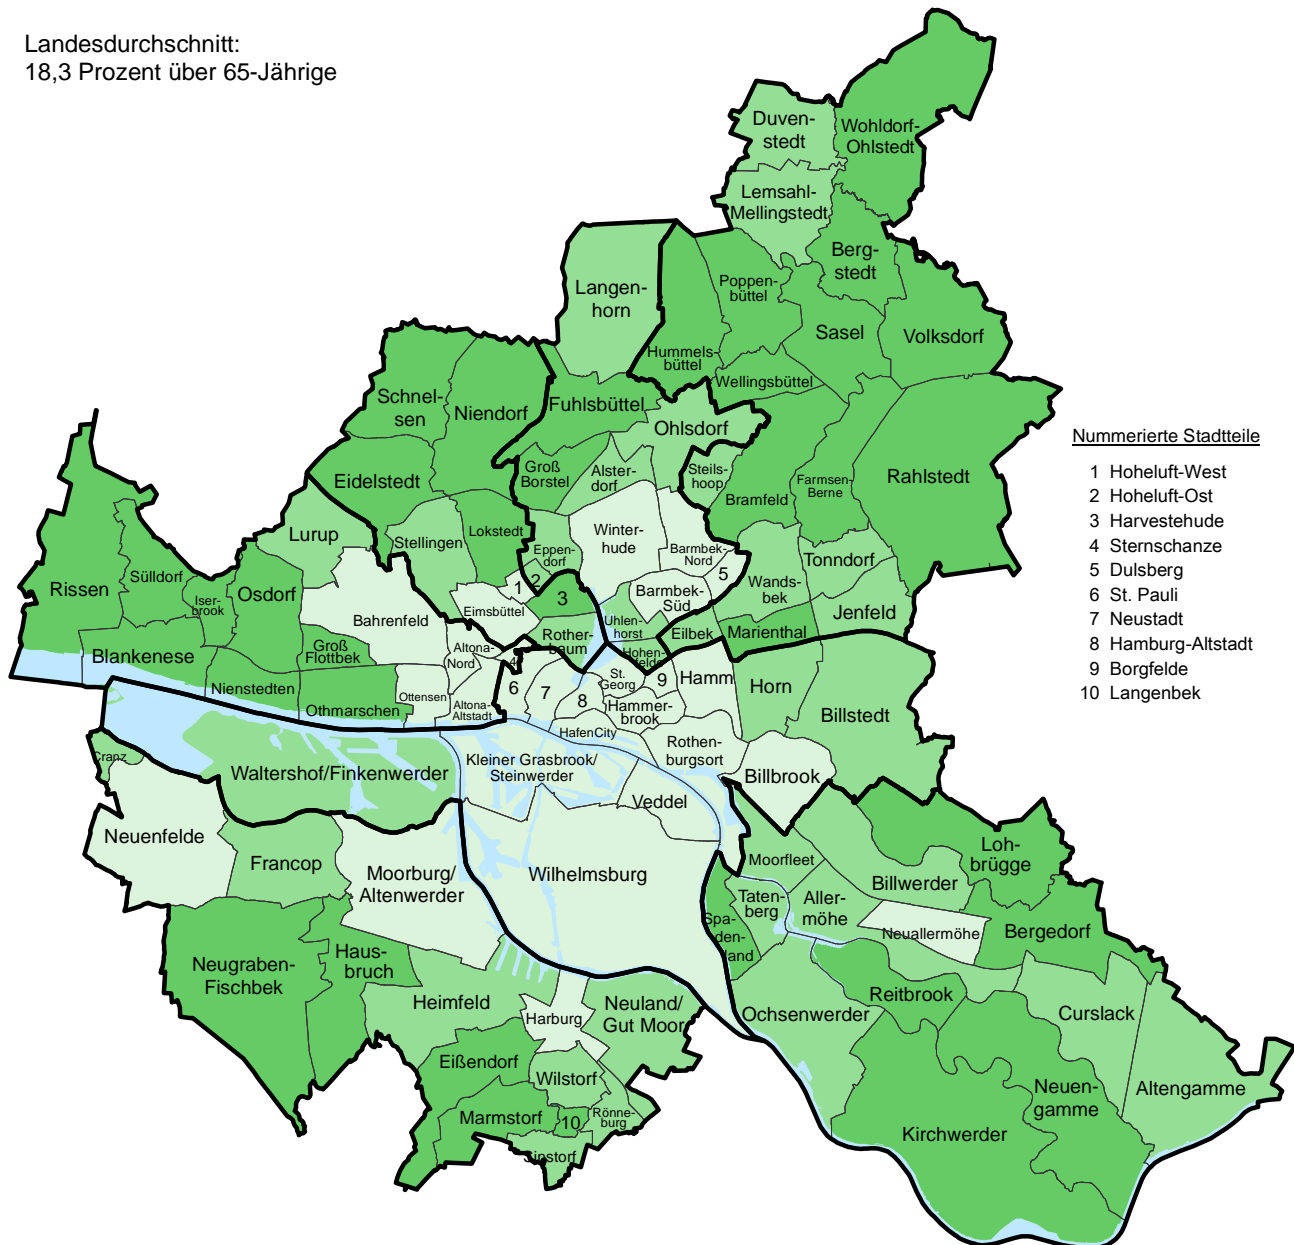 Landesdurchschnitt:
18,3 Prozent über 65-Jährige
Duven-
stedt
Wohldorf-
Ohlstedt
Lemsahl-
Mellingstedt
Berg-
stedt
Langen-
horn
Poppen-
büttel
Sasel
Volksdorf
Hummels-
büttel
Wellingsbüttel
Schnel-
sen
Niendorf
Fuhlsbüttel
Ohlsdorf
Nummerierte Stadtteile
1 Hoheluft-West
2 Hoheluft-Ost
3 Harvestehude
4 Sternschanze
5 Dulsberg
6 St. Pauli
7 Neustadt
8 Hamburg-Altstadt
9 Borgfelde
10 Langenbek
Eidelstedt
Groß
Borstel
Alster-
dorf
Steils-
hoop
Bramfeld
Farmsen-
Berne
Rahlstedt
Lurup
Stellingen
Lokstedt
Eppen-
dorf
Winter-
hude
Barmbek-
Nord
Tonndorf
Rissen
Sülldorf
Iser-
brook
Osdorf
1
2
3
5
Barmbek-
Süd
Wands-
bek
Jenfeld
Bahrenfeld
Eimsbüttel
Uhlen-
horst
Eilbek
Marienthal
Blankenese
Groß
Flottbek
Altona-
Nord
4
Rother-
baum
Hohen-
felde
Nienstedten
Othmarschen
Ottensen
Altona-
Altstadt
6
7
8
St.
Georg
9
Hamm
Horn
Billstedt
Hammer-
brook
HafenCity
Rothen-
burgsort
Billbrook
Cranz
Waltershof/Finkenwerder
Kleiner Grasbrook/
Steinwerder
Veddel
Neuenfelde
Francop
Moorburg/
Altenwerder
Wilhelmsburg
Moorfleet
Billwerder
Loh-
brügge
Taten-
berg
Aller-
möhe
Neuallermöhe
Bergedorf
Spa-
den-
land
Neugraben-
Fischbek
Haus-
bruch
Heimfeld
Harburg
Neuland/
Gut Moor
Ochsenwerder
Reitbrook
Curslack
Eißendorf
Wilstorf
Neuen-
gamme
Altengamme
Marmstorf
10
Rönne-
burg
Sinstorf
Kirchwerder